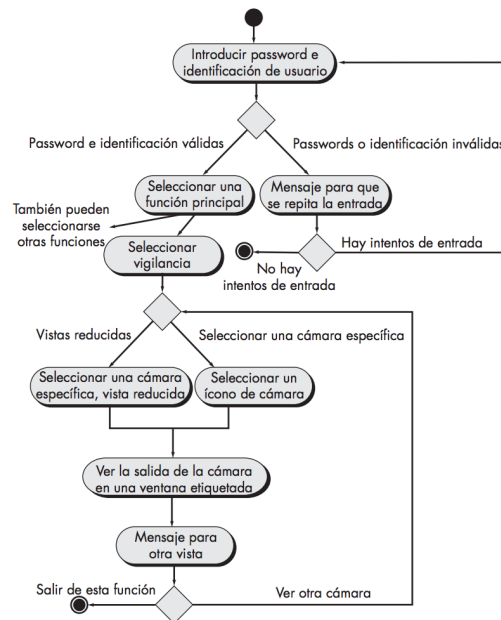 Introducir password e
identificación de usuario
Password e identificación válidas
Passwords o identificación inválidas
Seleccionar una
función principal
Mensaje para que
se repita la entrada
También pueden
seleccionarse
otras funciones
Seleccionar
vigilancia
Hay intentos de entrada
No hay
intentos de entrada
Vistas reducidas
Seleccionar una cámara específica
Seleccionar una cámara
específica, vista reducida
Seleccionar un
ícono de cámara
Ver la salida de la cámara
en una ventana etiquetada
Mensaje para
otra vista
Salir de esta función
Ver otra cámara